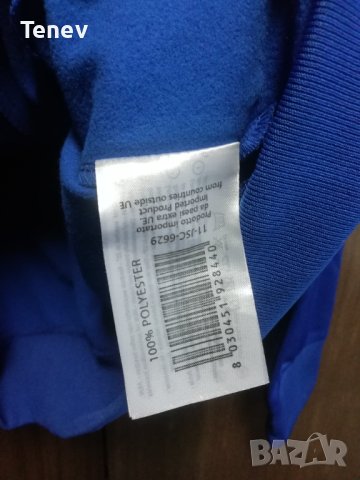 Tenev
from countries outside UE
imported Product
da paesi extra UE.
Prodotto importato
11-JSC-6629
100% POLYESTER
8 030451 928440
BAZAR